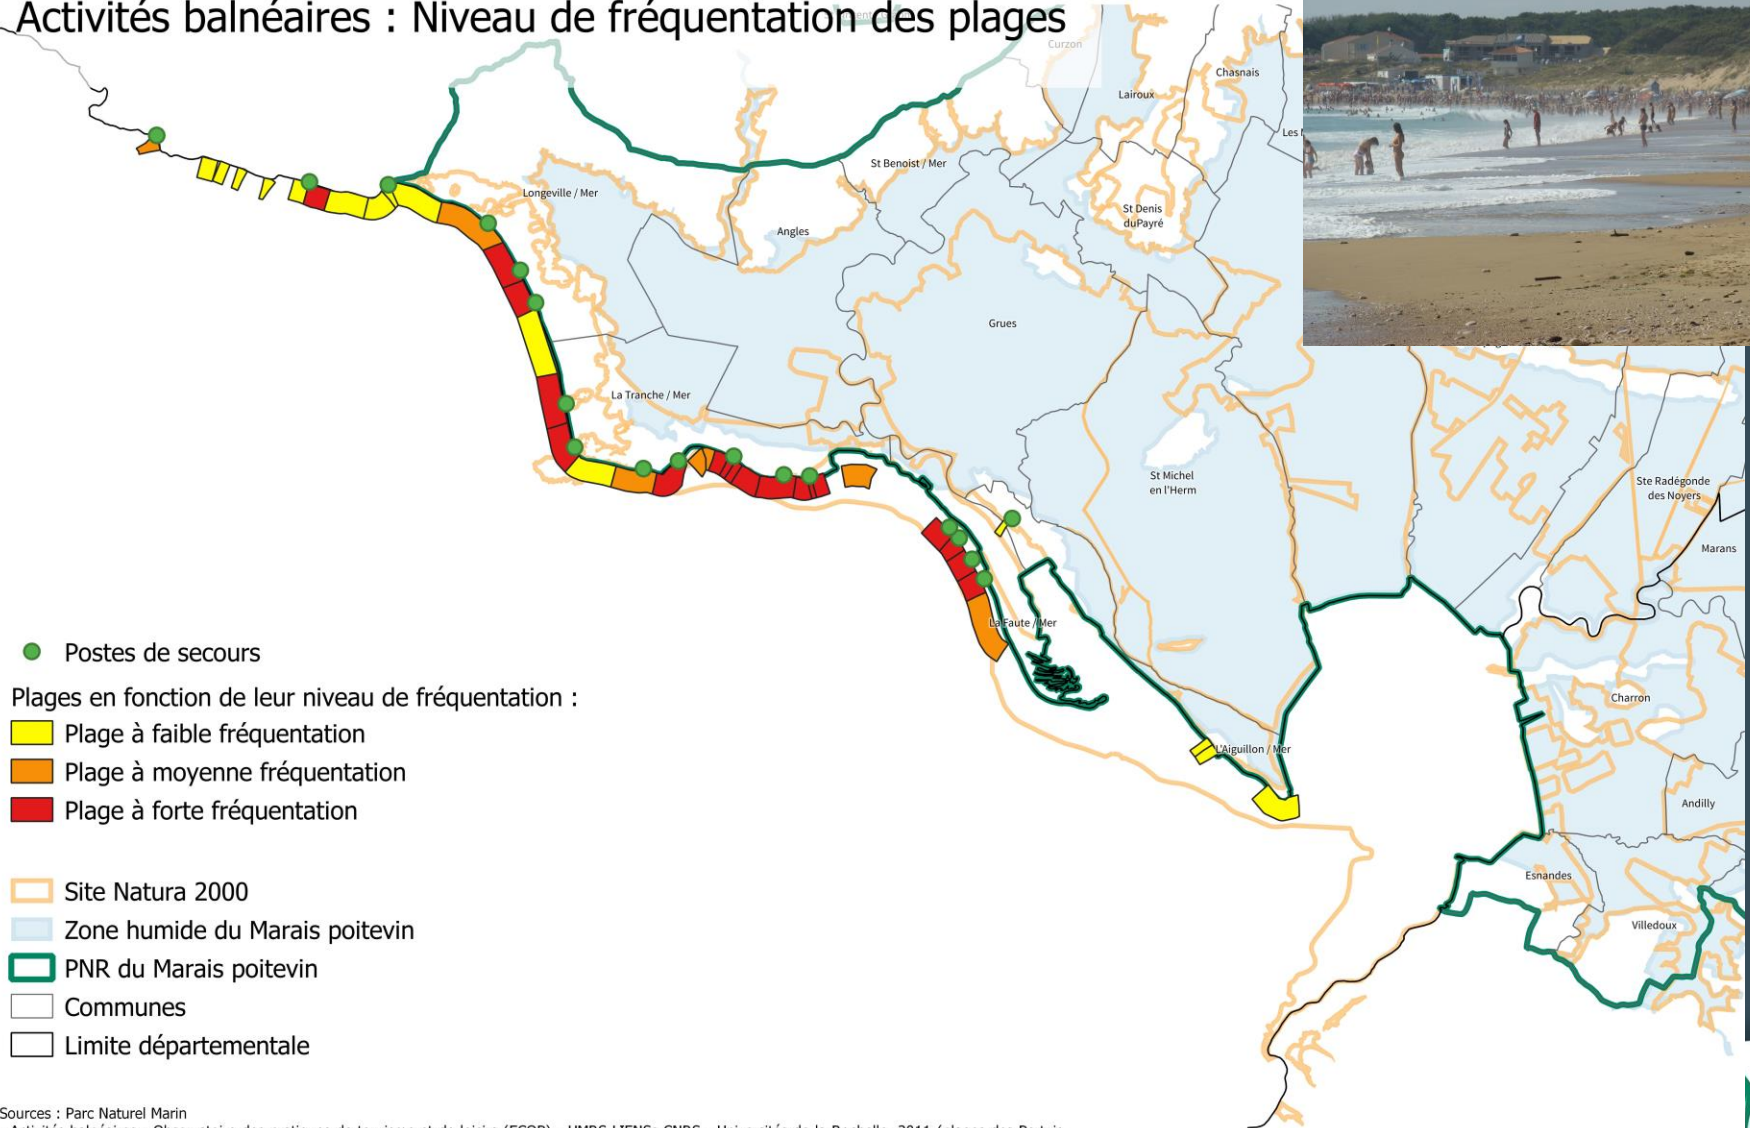 Activités balnéaires : Niveau de fréquentation des plages
Curzon
Chasnais
Lairoux
Les
St Benoist / Mer
Longeville / Mer
St Denis
duPayré
Angles
Grues
La Tranche / Mer
St Michel
en l'Herm
Ste Radégonde
des Noyers
Marans
La Faute / Mer
Charron
L'Aiguillon / Mer
Andilly
Esnandes
Villedoux
Postes de secours
Plages en fonction de leur niveau de fréquentation :
Plage à faible fréquentation
Plage à moyenne fréquentation
Plage à forte fréquentation
Site Natura 2000
Zone humide du Marais poitevin
PNR du Marais poitevin
Communes
Limite départementale
Sources : Parc Naturel Marin